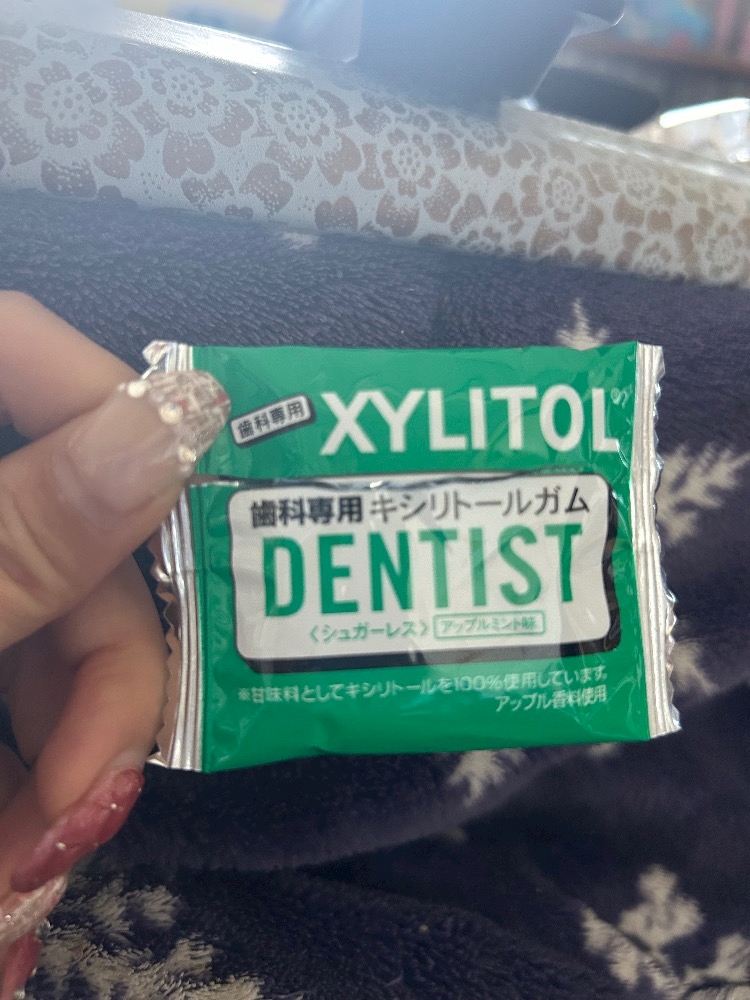 歯科専用 XYLITOL®
歯科専用 キシリトールガム
DENTIST
〈シュガーレス〉 アップルミント味
※甘味料としてキシリトールを100%使用しています。
アップル香料使用